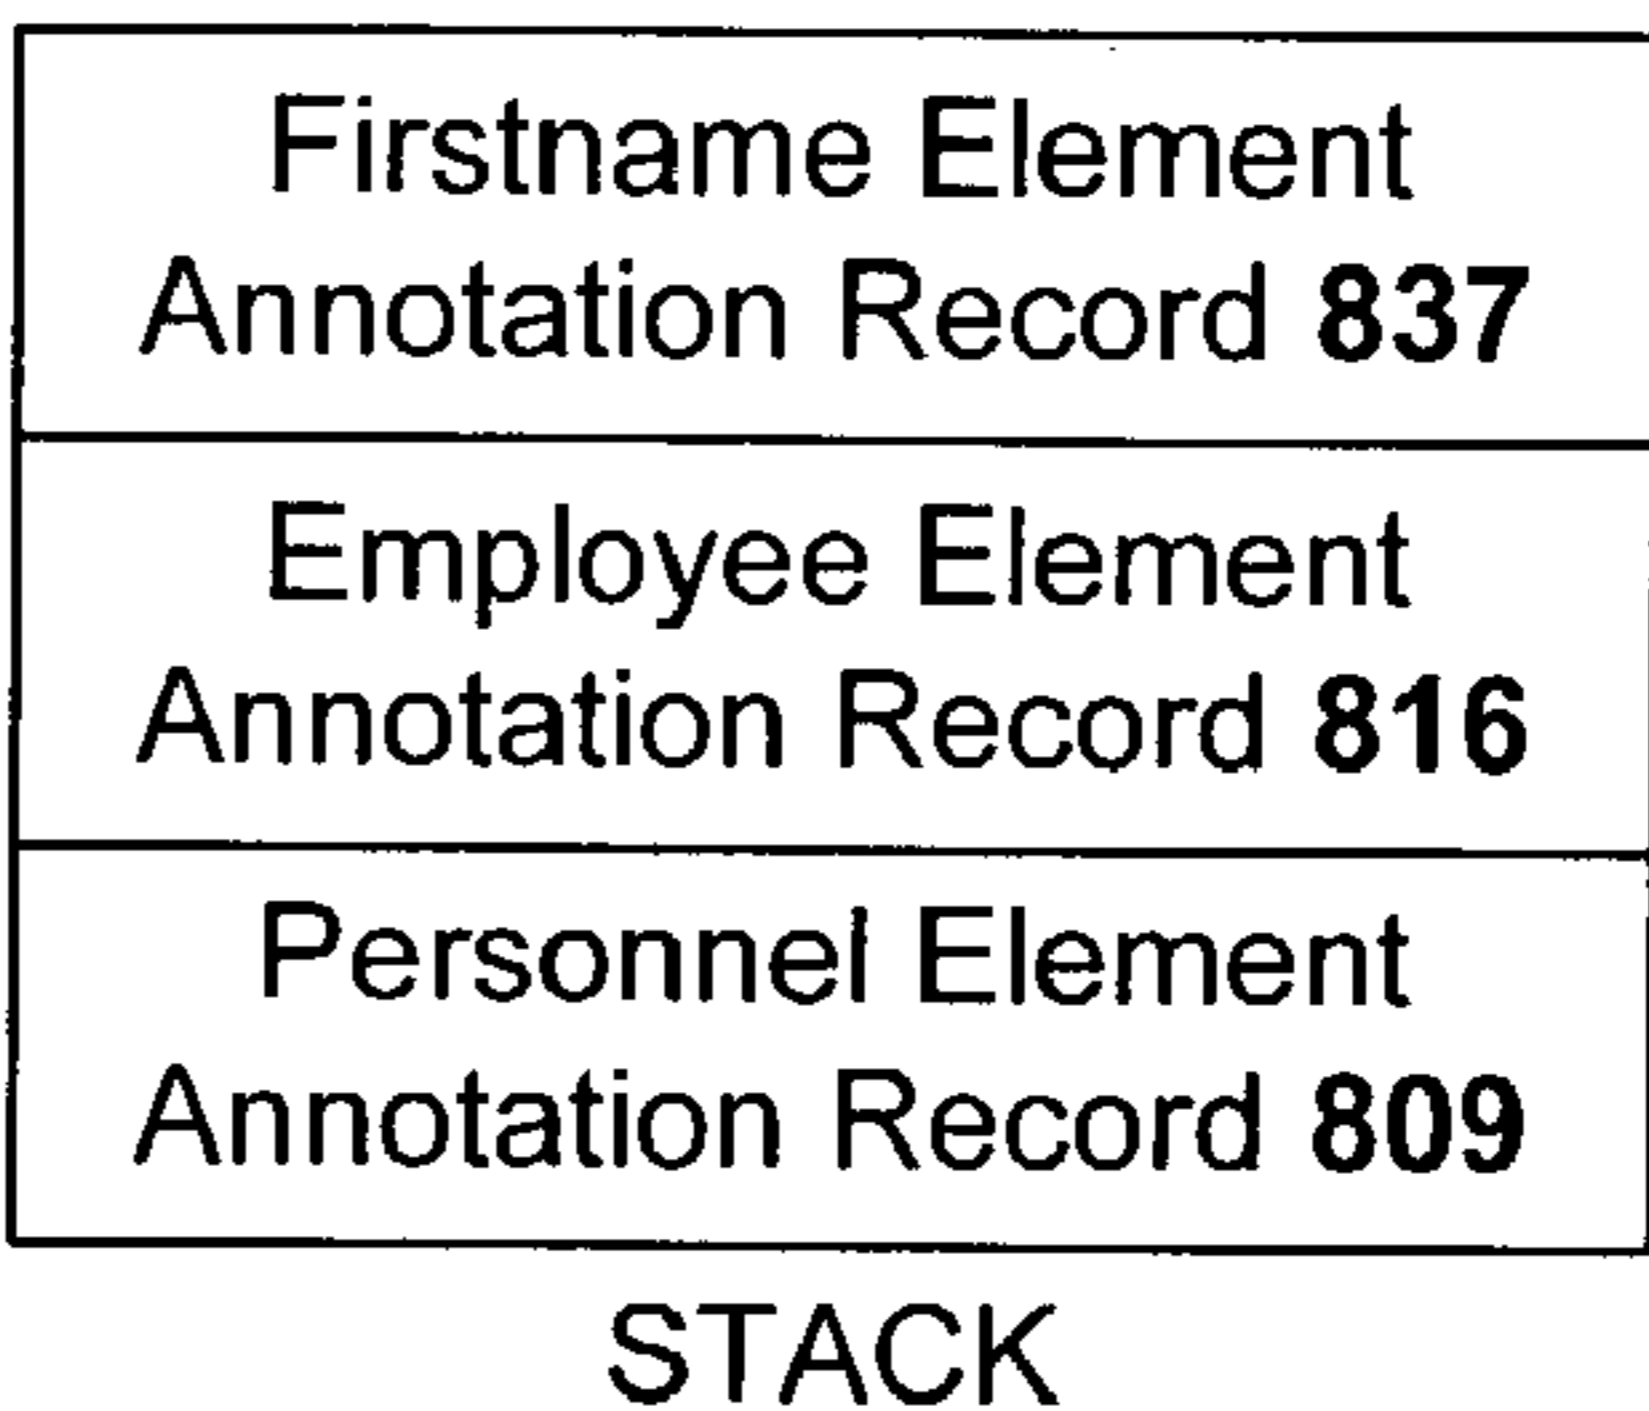 Firstname Element
Annotation Record 837
Employee Element
Annotation Record 816
Personnel Element
Annotation Record 809
STACK